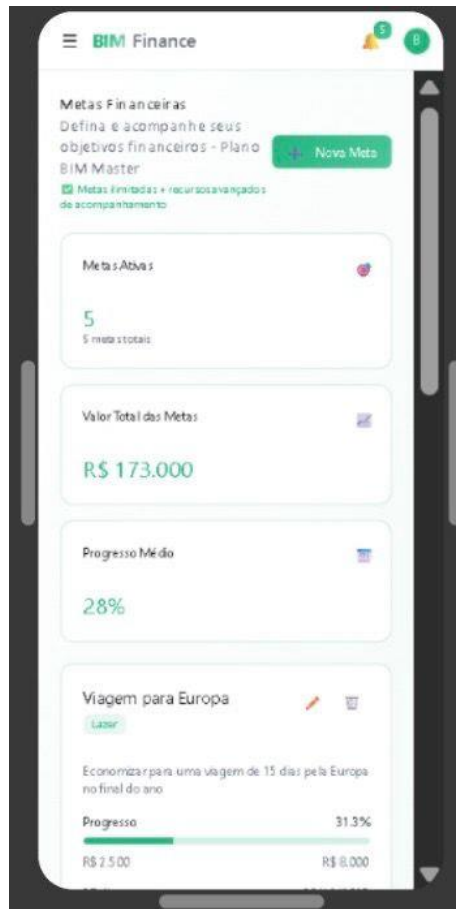 BIM Finance
5
B
Metas Financeiras
Defina e acompanhe seus
objetivos financeiros - Plano
BIM Master
Metas ilimitadas + recursos avançados
de acompanhamento
Nova Meta
Metas Ativas
5
5 metas totais
Valor Total das Metas
R$ 173.000
Progresso Médio
28%
Viagem para Europa
Lazer
Economizar para uma viagem de 15 dias pela Europa
no final do ano
Progresso 31.3%
R$ 2.500 R$ 8.000